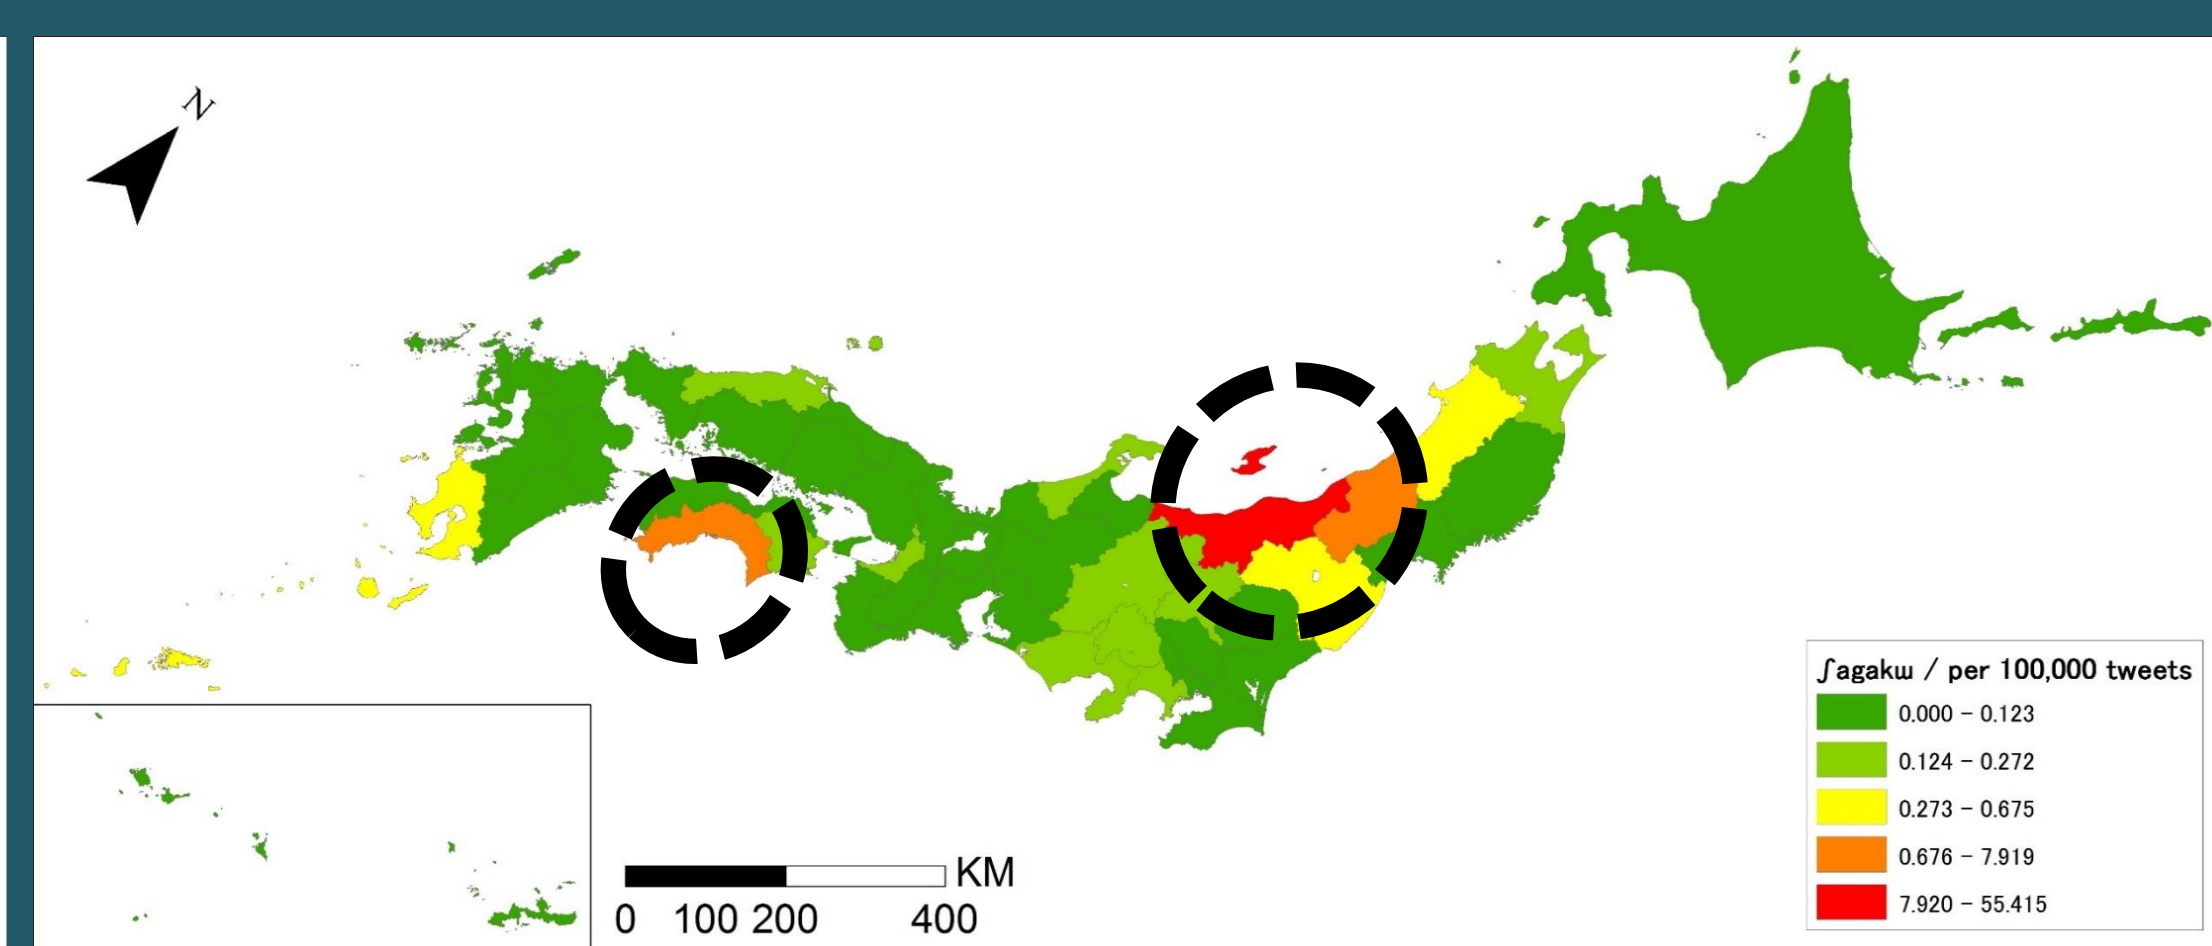 N
ʃagakɯ / per 100,000 tweets
0.000 - 0.123
0.124 - 0.272
0.273 - 0.675
0.676 - 7.919
7.920 - 55.415
KM
0 100 200 400